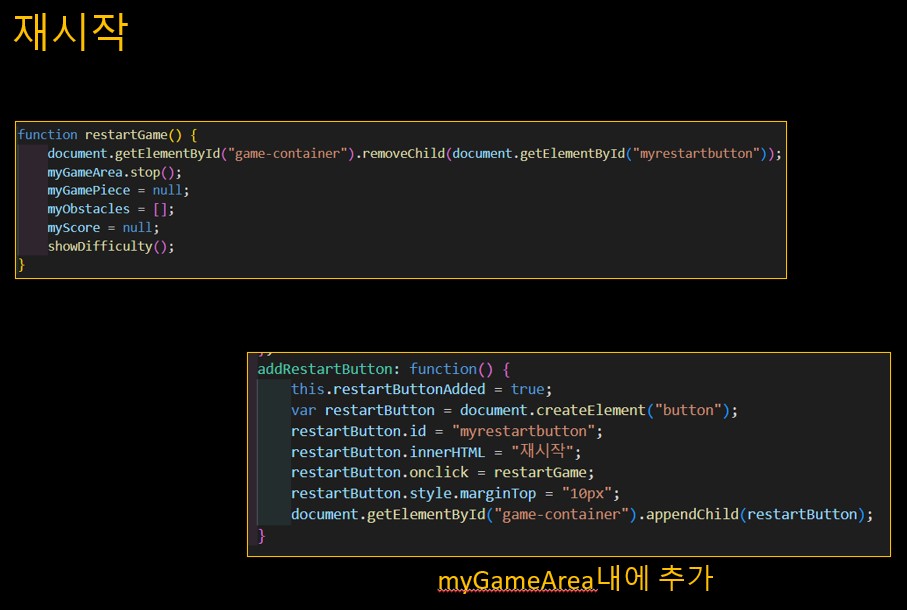 재시작
function restartGame() {
document.getElementById("game-container").removeChild(document.getElementById("myrestartbutton"));
myGameArea.stop();
myGamePiece = null;
myObstacles = [];
myScore = null;
showDifficulty();
}
addRestartButton: function() {
this.restartButtonAdded = true;
var restartButton = document.createElement("button");
restartButton.id = "myrestartbutton";
restartButton.innerHTML = "재시작";
restartButton.onclick = restartGame;
restartButton.style.marginTop = "10px";
document.getElementById("game-container").appendChild(restartButton);
}
myGameArea내에 추가